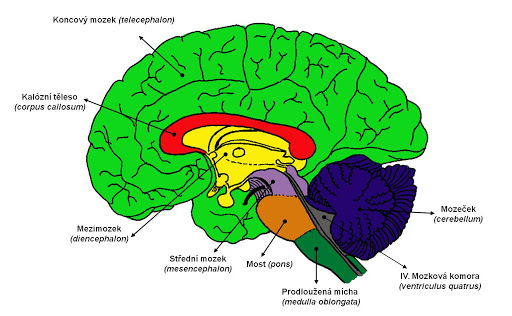 Koncový mozek (telecephalon)
Kalózní těleso
(corpus callosum)
Mezimozek
(diencephalon)
Střední mozek
(mesencephalon)
Most (pons)
Prodloužená mícha
(medulla oblongata)
IV. Mozková komora
(ventriculus quatrus)
Mozeček
(cerebellum)